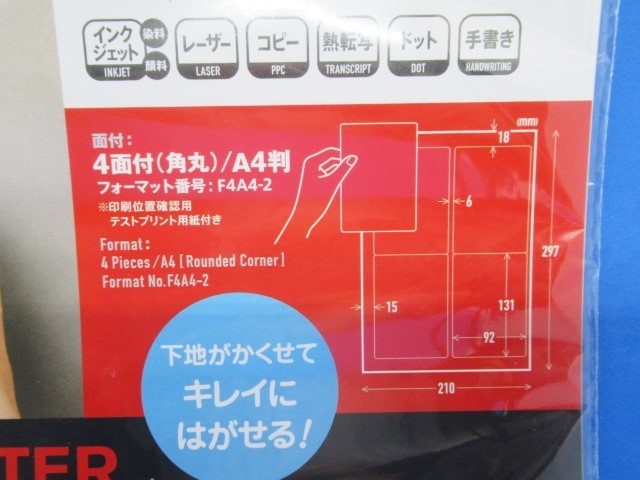 インク
ジェット
INKJET
染料
顔料
レーザー
LASER
コピー
PPC
熱転写
TRANSCRIPT
ドット
DOT
手書き
HANDWRITING
面付:
4面付(角丸)/A4判
フォーマット番号:F4A4-2
※印刷位置確認用
テストプリント用紙付き
Format:
4 Pieces/A4 [Rounded Corner]
Format No.F4A4-2
(mm)
18
6
297
15
131
92
210
下地がかくせて
キレイに
はがせる!
TER